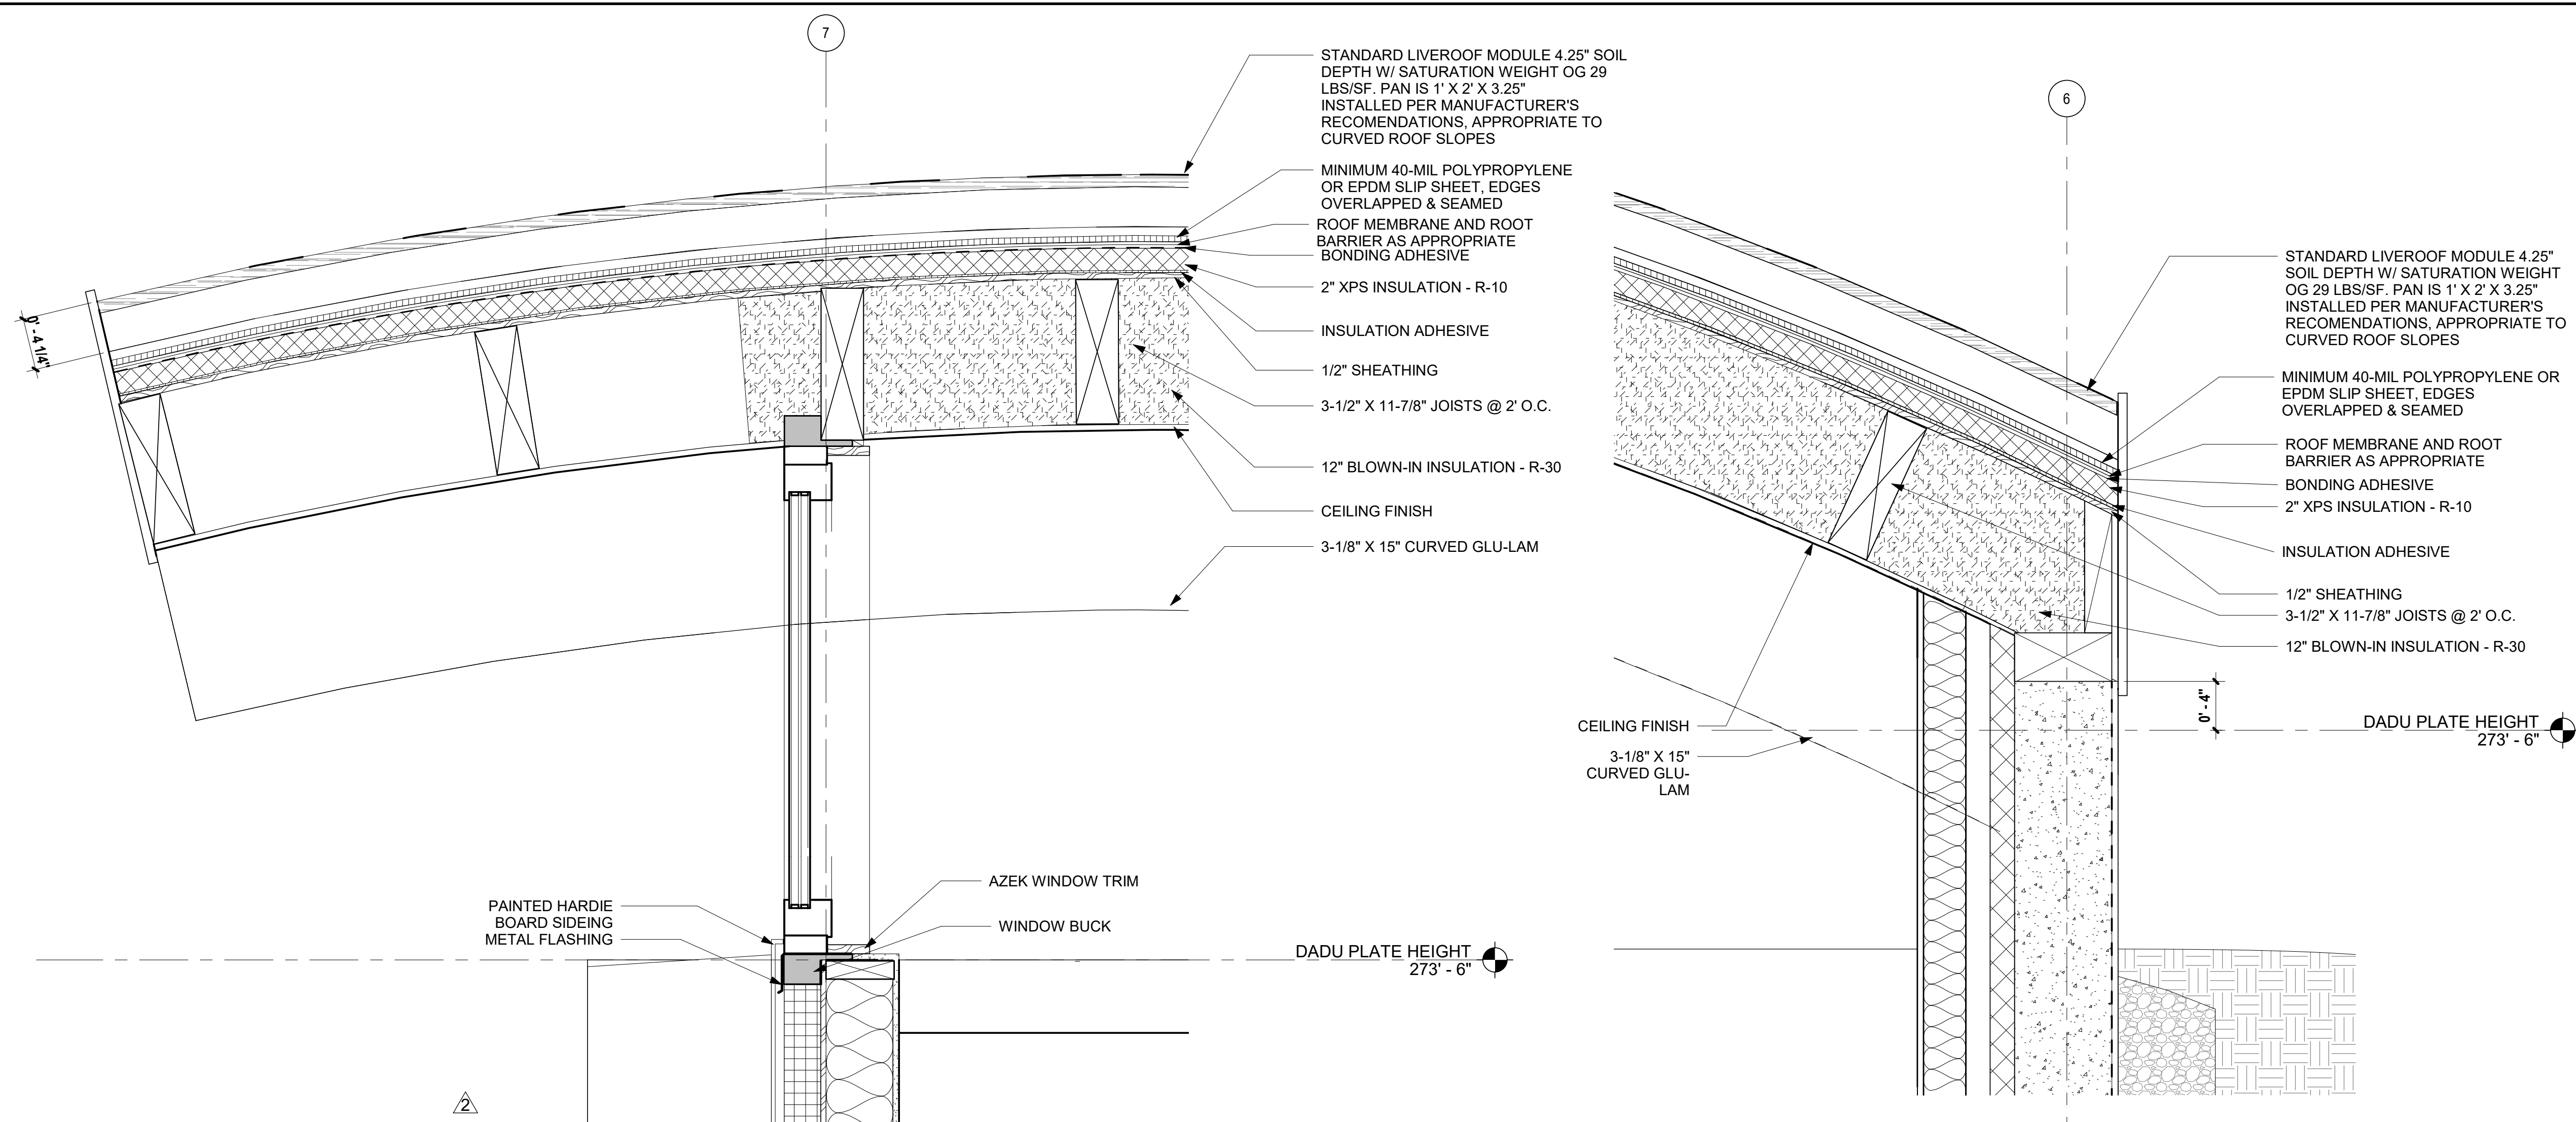 7
STANDARD LIVEROOF MODULE 4.25" SOIL
DEPTH W/ SATURATION WEIGHT OG 29
LBS/SF. PAN IS 1' X 2' X 3.25"
INSTALLED PER MANUFACTURER'S
RECOMENDATIONS, APPROPRIATE TO
CURVED ROOF SLOPES
MINIMUM 40-MIL POLYPROPYLENE
OR EPDM SLIP SHEET, EDGES
OVERLAPPED & SEAMED
ROOF MEMBRANE AND ROOT
BARRIER AS APPROPRIATE
BONDING ADHESIVE
2" XPS INSULATION - R-10
INSULATION ADHESIVE
1/2" SHEATHING
3-1/2" X 11-7/8" JOISTS @ 2' O.C.
12" BLOWN-IN INSULATION - R-30
CEILING FINISH
3-1/8" X 15" CURVED GLU-LAM
0' - 4 1/4"
AZEK WINDOW TRIM
WINDOW BUCK
PAINTED HARDIE
BOARD SIDEING
METAL FLASHING
DADU PLATE HEIGHT
273' - 6"
2
6
STANDARD LIVEROOF MODULE 4.25"
SOIL DEPTH W/ SATURATION WEIGHT
OG 29 LBS/SF. PAN IS 1' X 2' X 3.25"
INSTALLED PER MANUFACTURER'S
RECOMENDATIONS, APPROPRIATE TO
CURVED ROOF SLOPES
MINIMUM 40-MIL POLYPROPYLENE OR
EPDM SLIP SHEET, EDGES
OVERLAPPED & SEAMED
ROOF MEMBRANE AND ROOT
BARRIER AS APPROPRIATE
BONDING ADHESIVE
2" XPS INSULATION - R-10
INSULATION ADHESIVE
1/2" SHEATHING
3-1/2" X 11-7/8" JOISTS @ 2' O.C.
12" BLOWN-IN INSULATION - R-30
0' - 4"
DADU PLATE HEIGHT
273' - 6"
CEILING FINISH
3-1/8" X 15"
CURVED GLU-
LAM